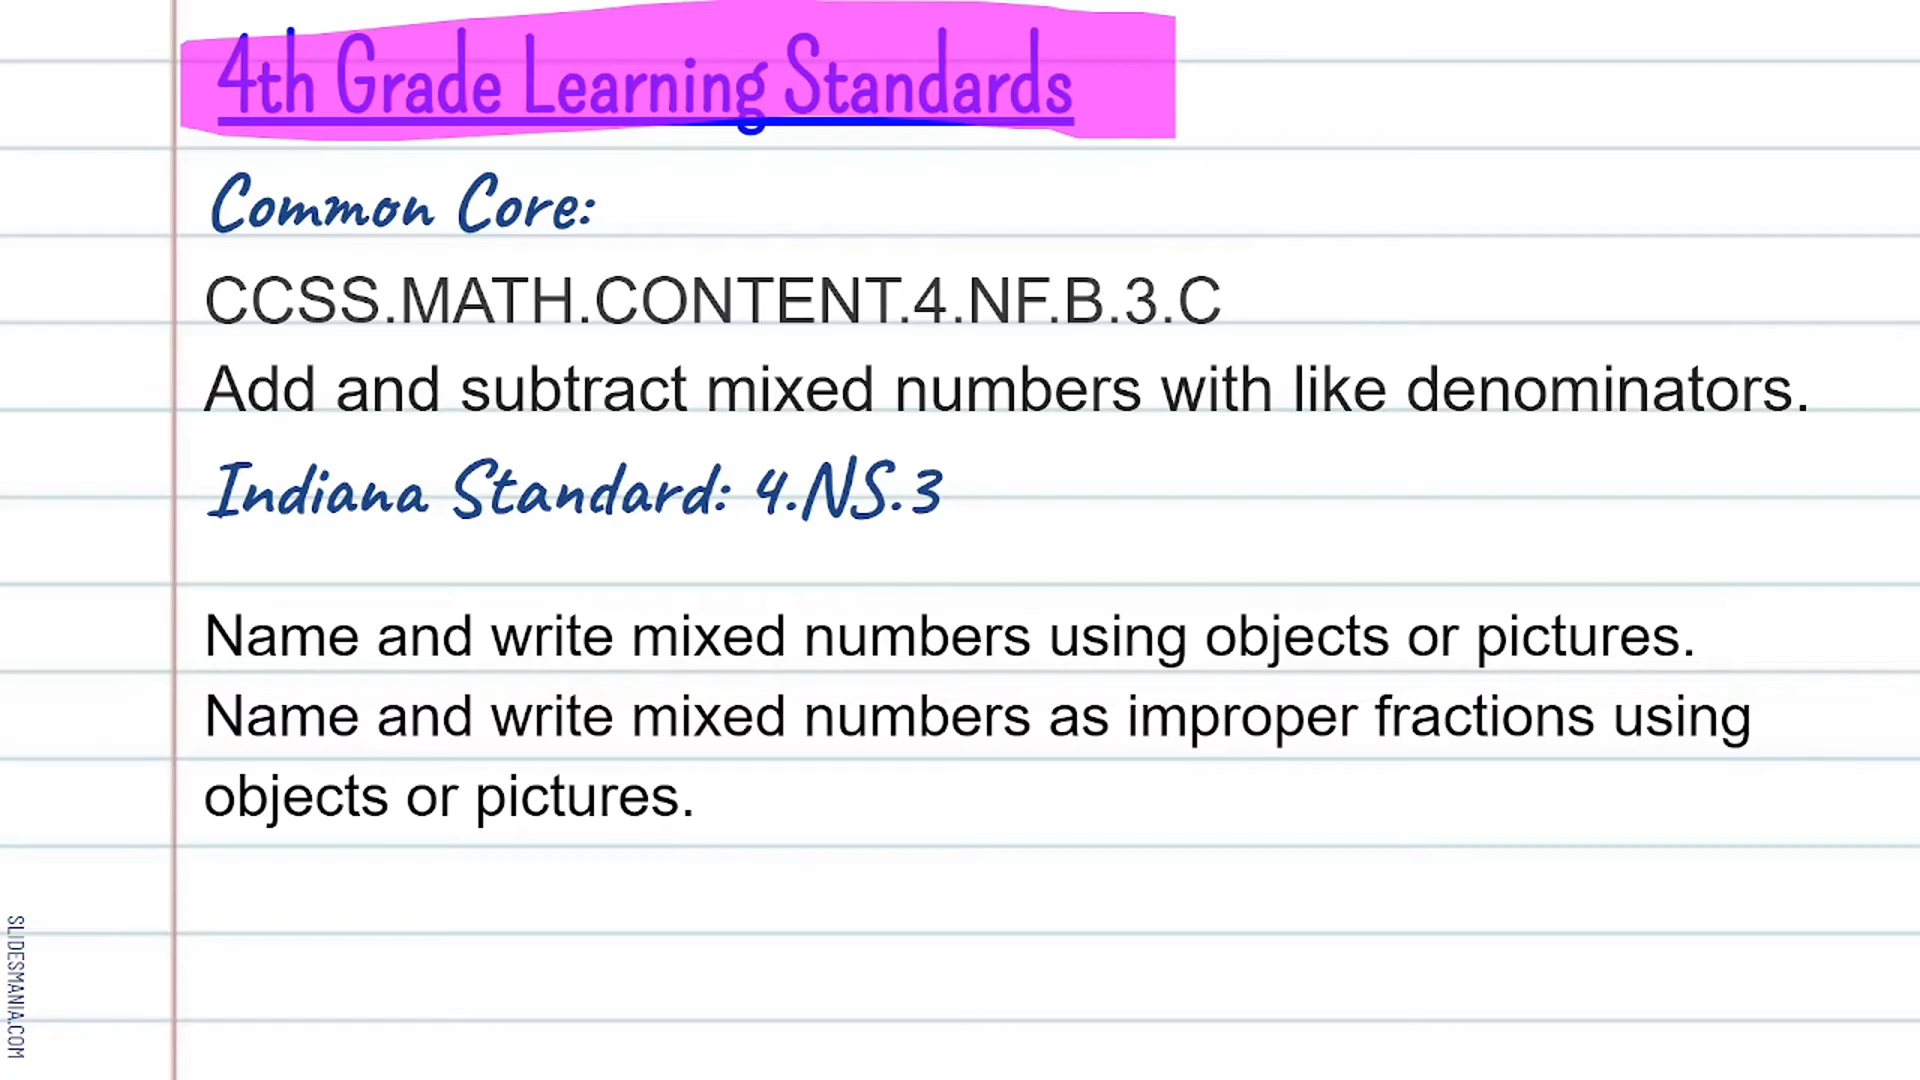 4th Grade Learning Standards
Common Core:
CCSS.MATH.CONTENT.4.NF.B.3.C
Add and subtract mixed numbers with like denominators.
Indiana Standard: 4.NS.3
Name and write mixed numbers using objects or pictures.
Name and write mixed numbers as improper fractions using
objects or pictures.
SLIDESMANIA.COM